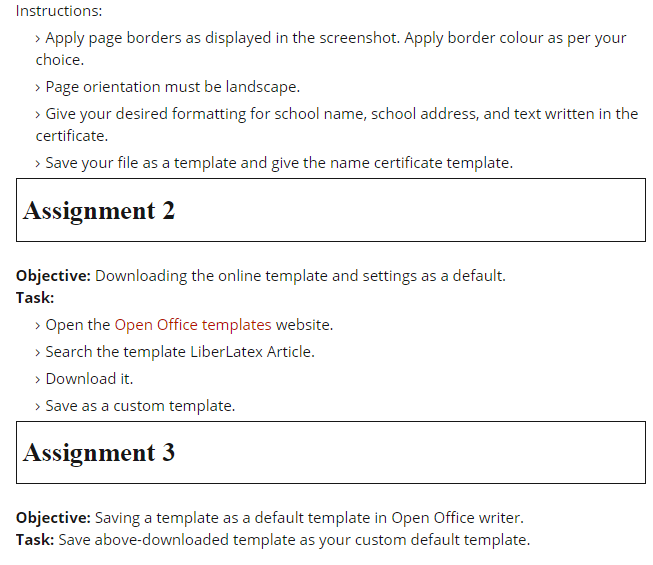 Instructions:
› Apply page borders as displayed in the screenshot. Apply border colour as per your
choice.
› Page orientation must be landscape.
› Give your desired formatting for school name, school address, and text written in the
certificate.
› Save your file as a template and give the name certificate template.
Assignment 2
Objective: Downloading the online template and settings as a default.
Task:
› Open the Open Office templates website.
› Search the template LiberLatex Article.
› Download it.
› Save as a custom template.
Assignment 3
Objective: Saving a template as a default template in Open Office writer.
Task: Save above-downloaded template as your custom default template.